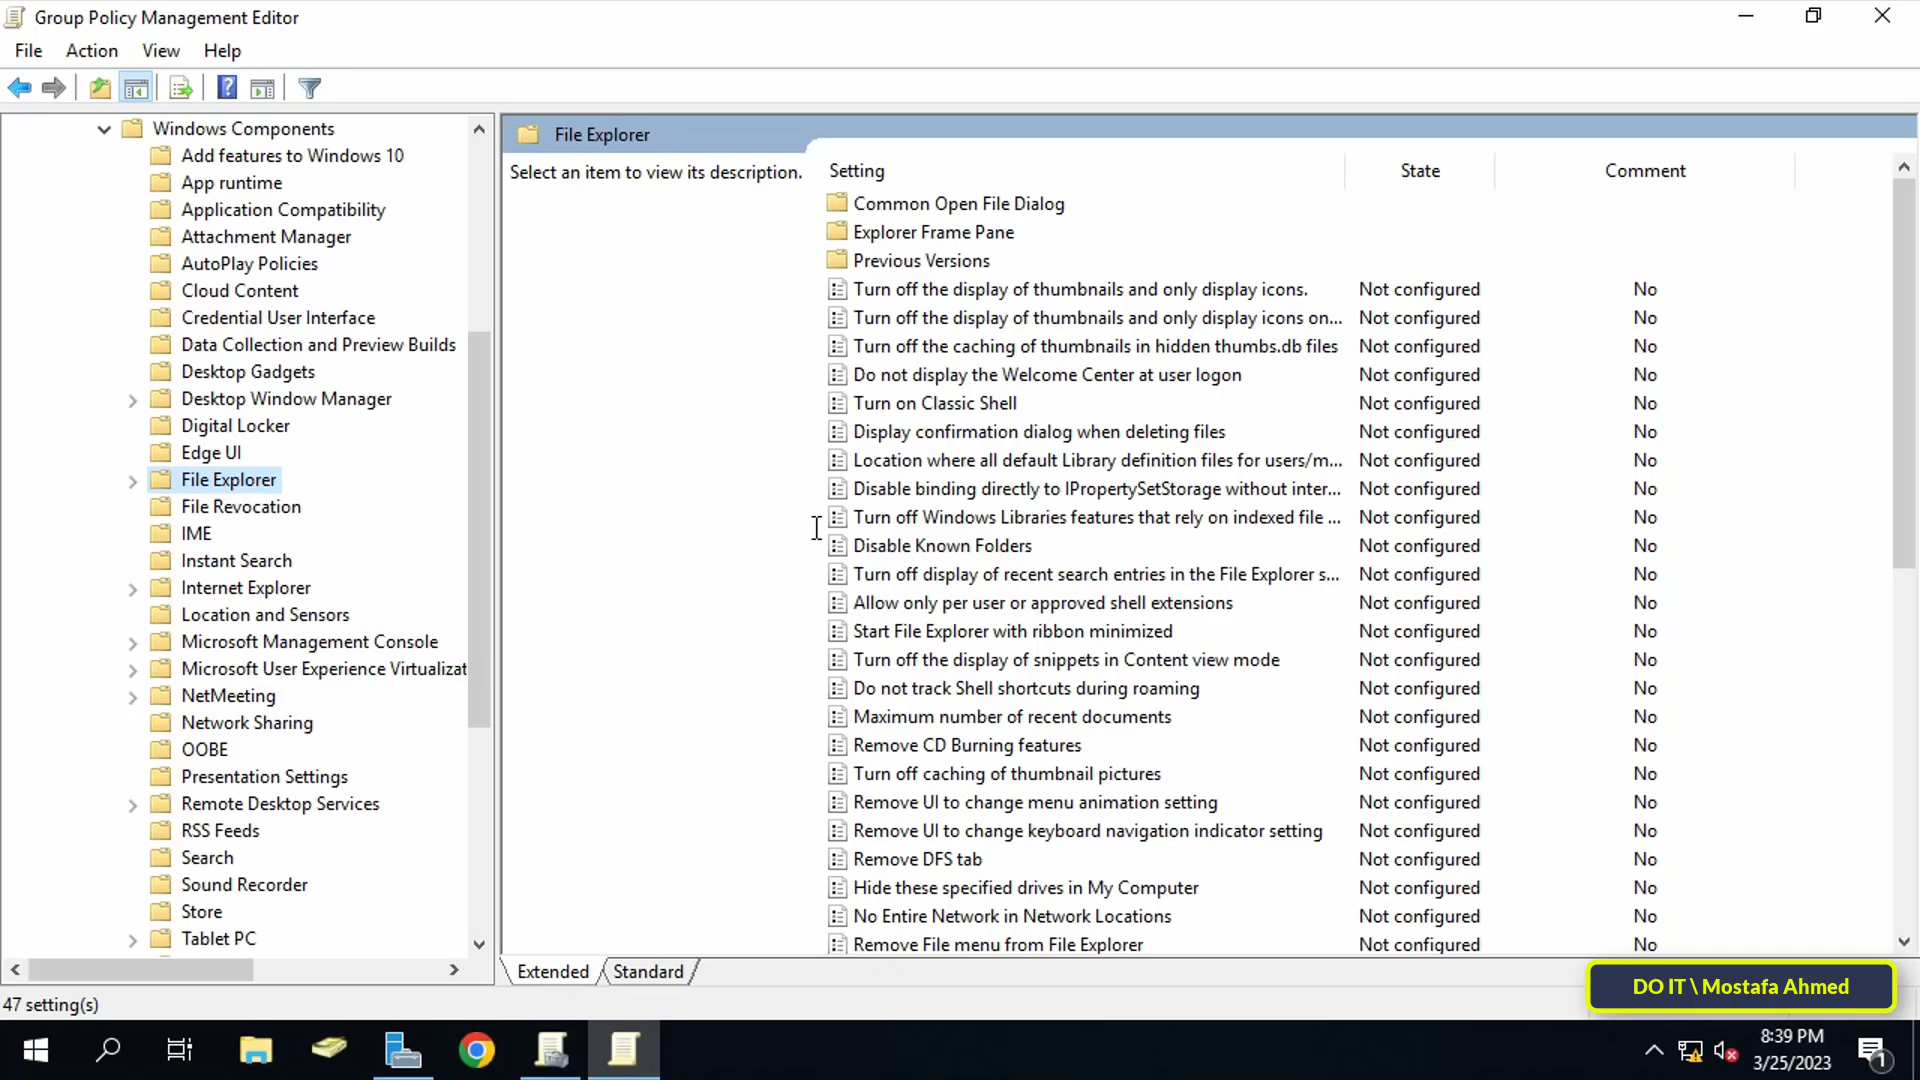 Group Policy Management Editor
File Action View Help
Windows Components
Add features to Windows 10
App runtime
Application Compatibility
Attachment Manager
AutoPlay Policies
Cloud Content
Credential User Interface
Data Collection and Preview Builds
Desktop Gadgets
Desktop Window Manager
Digital Locker
Edge UI
File Explorer
File Revocation
IME
Instant Search
Internet Explorer
Location and Sensors
Microsoft Management Console
Microsoft User Experience Virtualizat
NetMeeting
Network Sharing
OOBE
Presentation Settings
Remote Desktop Services
RSS Feeds
Search
Sound Recorder
Store
Tablet PC
File Explorer
Select an item to view its description.
Setting State Comment
Common Open File Dialog
Explorer Frame Pane
Previous Versions
Turn off the display of thumbnails and only display icons. Not configured No
Turn off the display of thumbnails and only display icons on... Not configured No
Turn off the caching of thumbnails in hidden thumbs.db files Not configured No
Do not display the Welcome Center at user logon Not configured No
Turn on Classic Shell Not configured No
Display confirmation dialog when deleting files Not configured No
Location where all default Library definition files for users/m... Not configured No
Disable binding directly to IPropertySetStorage without inter... Not configured No
Turn off Windows Libraries features that rely on indexed file ... Not configured No
Disable Known Folders Not configured No
Turn off display of recent search entries in the File Explorer s... Not configured No
Allow only per user or approved shell extensions Not configured No
Start File Explorer with ribbon minimized Not configured No
Turn off the display of snippets in Content view mode Not configured No
Do not track Shell shortcuts during roaming Not configured No
Maximum number of recent documents Not configured No
Remove CD Burning features Not configured No
Turn off caching of thumbnail pictures Not configured No
Remove UI to change menu animation setting Not configured No
Remove UI to change keyboard navigation indicator setting Not configured No
Remove DFS tab Not configured No
Hide these specified drives in My Computer Not configured No
No Entire Network in Network Locations Not configured No
Remove File menu from File Explorer Not configured No
Extended Standard
47 setting(s)
DO IT \ Mostafa Ahmed
8:39 PM
3/25/2023
1